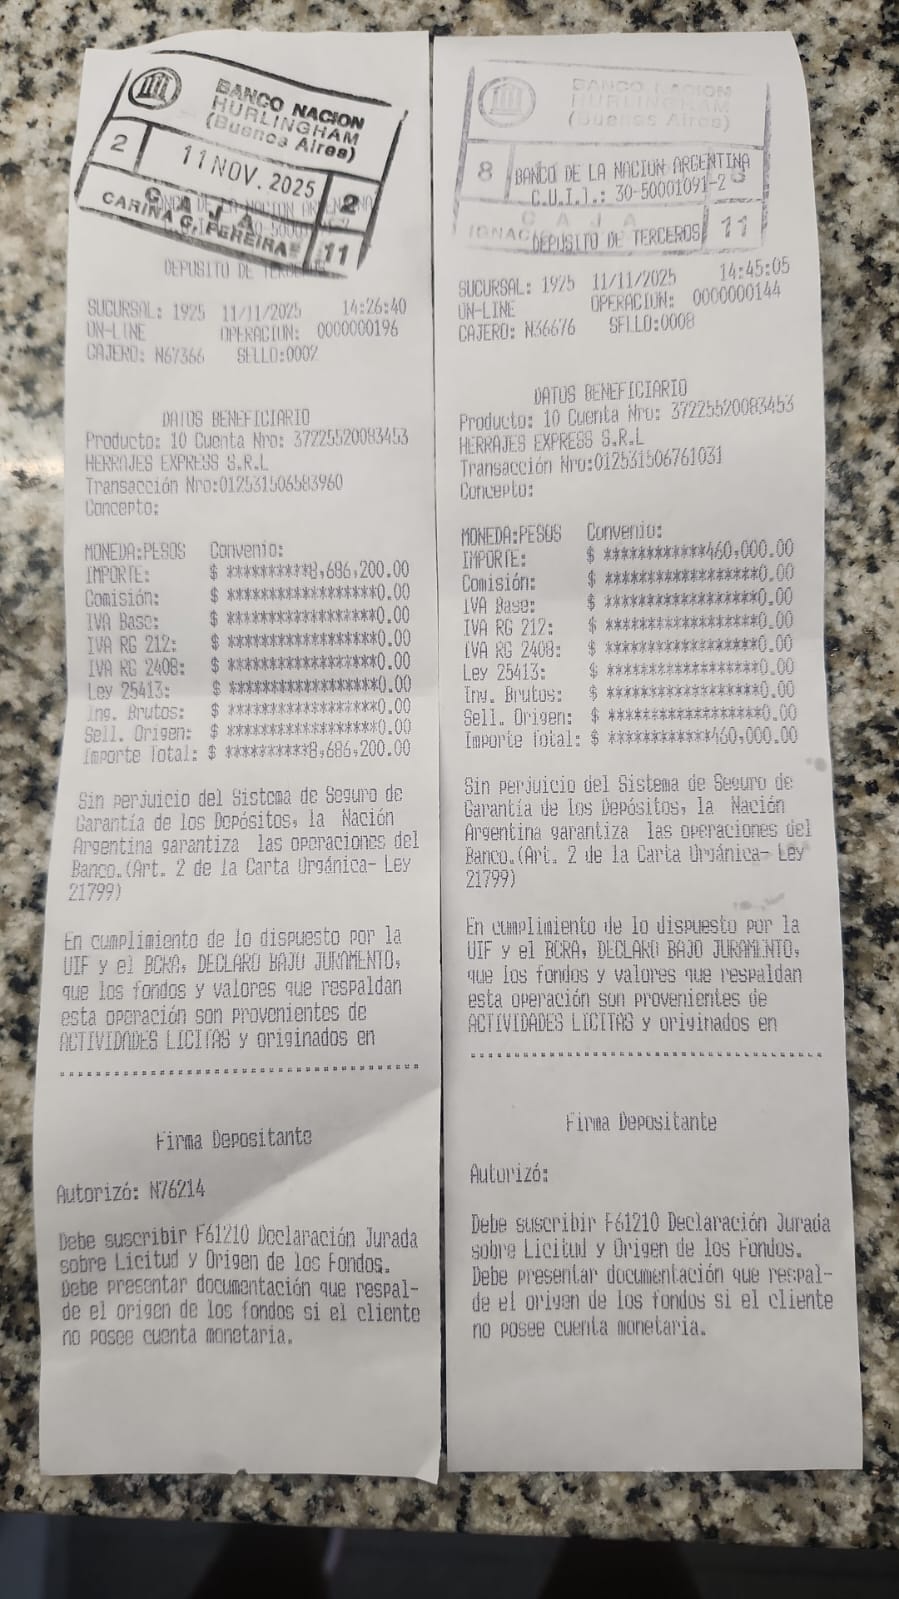 BANCO NACION
HURLINGHAM
(Buenos Aires)
2
11 NOV. 2025
2
CAJA
CARINA G. PEREIRA
11
DEPOSITO DE TERCEROS
SUCURSAL: 1925 11/11/2025 14:26:40
ON-LINE OPERACION: 0000000196
CAJERO: N67366 SELLO:0002
DATOS BENEFICIARIO
Producto: 10 Cuenta Nro: 37225520083453
HERRAJES EXPRESS S.R.L
Transacción Nro:012531506583960
Concepto:
MONEDA:PESOS Convenio:
IMPORTE: $ **********8,686,200.00
Comisión: $ ******************0.00
IVA Base: $ ******************0.00
IVA RG 212: $ ******************0.00
IVA RG 2408: $ ******************0.00
Ley 25413: $ ******************0.00
Ing. Brutos: $ ******************0.00
Sell. Origen: $ ******************0.00
Importe Total: $ **********8,686,200.00
Sin perjuicio del Sistema de Seguro de
Garantía de los Depósitos, la Nación
Argentina garantiza las operaciones del
Banco.(Art. 2 de la Carta Orgánica- Ley
21799)
En cumplimiento de lo dispuesto por la
UIF y el BCRA, DECLARO BAJO JURAMENTO,
que los fondos y valores que respaldan
esta operación son provenientes de
ACTIVIDADES LICITAS y originados en
Firma Depositante
Autorizó: N76214
Debe suscribir F61210 Declaración Jurada
sobre Licitud y Origen de los Fondos.
Debe presentar documentación que respal-
de el origen de los fondos si el cliente
no posee cuenta monetaria.
BANCO NACION
HURLINGHAM
(Buenos Aires)
8
BANCO DE LA NACION ARGENTINA
C.U.I.T.: 30-50001091-2
CAJA
DEPOSITO DE TERCEROS
11
SUCURSAL: 1925 11/11/2025 14:45:05
ON-LINE OPERACION: 0000000144
CAJERO: N36676 SELLO:0008
DATOS BENEFICIARIO
Producto: 10 Cuenta Nro: 37225520083453
HERRAJES EXPRESS S.R.L
Transacción Nro:012531506761031
Concepto:
MONEDA:PESOS Convenio:
IMPORTE: $ ************460,000.00
Comisión: $ ******************0.00
IVA Base: $ ******************0.00
IVA RG 212: $ ******************0.00
IVA RG 2408: $ ******************0.00
Ley 25413: $ ******************0.00
Ing. Brutos: $ ******************0.00
Sell. Origen: $ ******************0.00
Importe Total: $ ************460,000.00
Sin perjuicio del Sistema de Seguro de
Garantía de los Depósitos, la Nación
Argentina garantiza las operaciones del
Banco.(Art. 2 de la Carta Orgánica- Ley
21799)
En cumplimiento de lo dispuesto por la
UIF y el BCRA, DECLARO BAJO JURAMENTO,
que los fondos y valores que respaldan
esta operación son provenientes de
ACTIVIDADES LICITAS y originados en
Firma Depositante
Autorizó:
Debe suscribir F61210 Declaración Jurada
sobre Licitud y Origen de los Fondos.
Debe presentar documentación que respal-
de el origen de los fondos si el cliente
no posee cuenta monetaria.